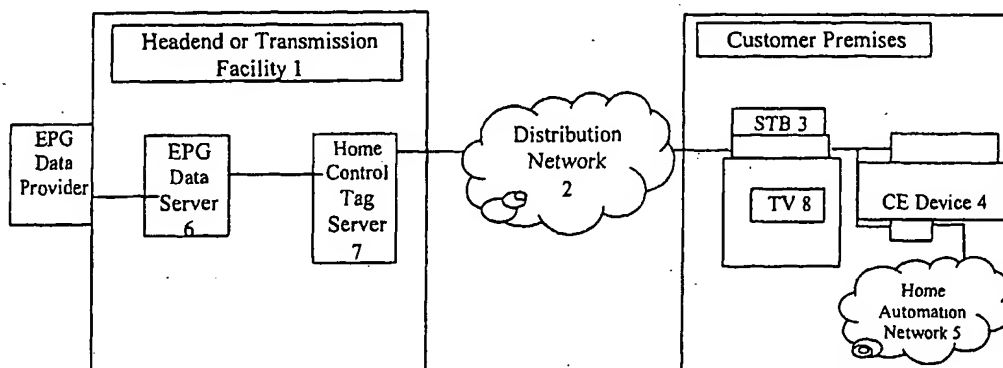 Headend or Transmission
Facility 1
Customer Premises
EPG
Data
Provider
EPG
Data
Server
6
Home
Control
Tag
Server
7
Distribution
Network
2
STB 3
TV 8
CE Device 4
Home
Automation
Network 5